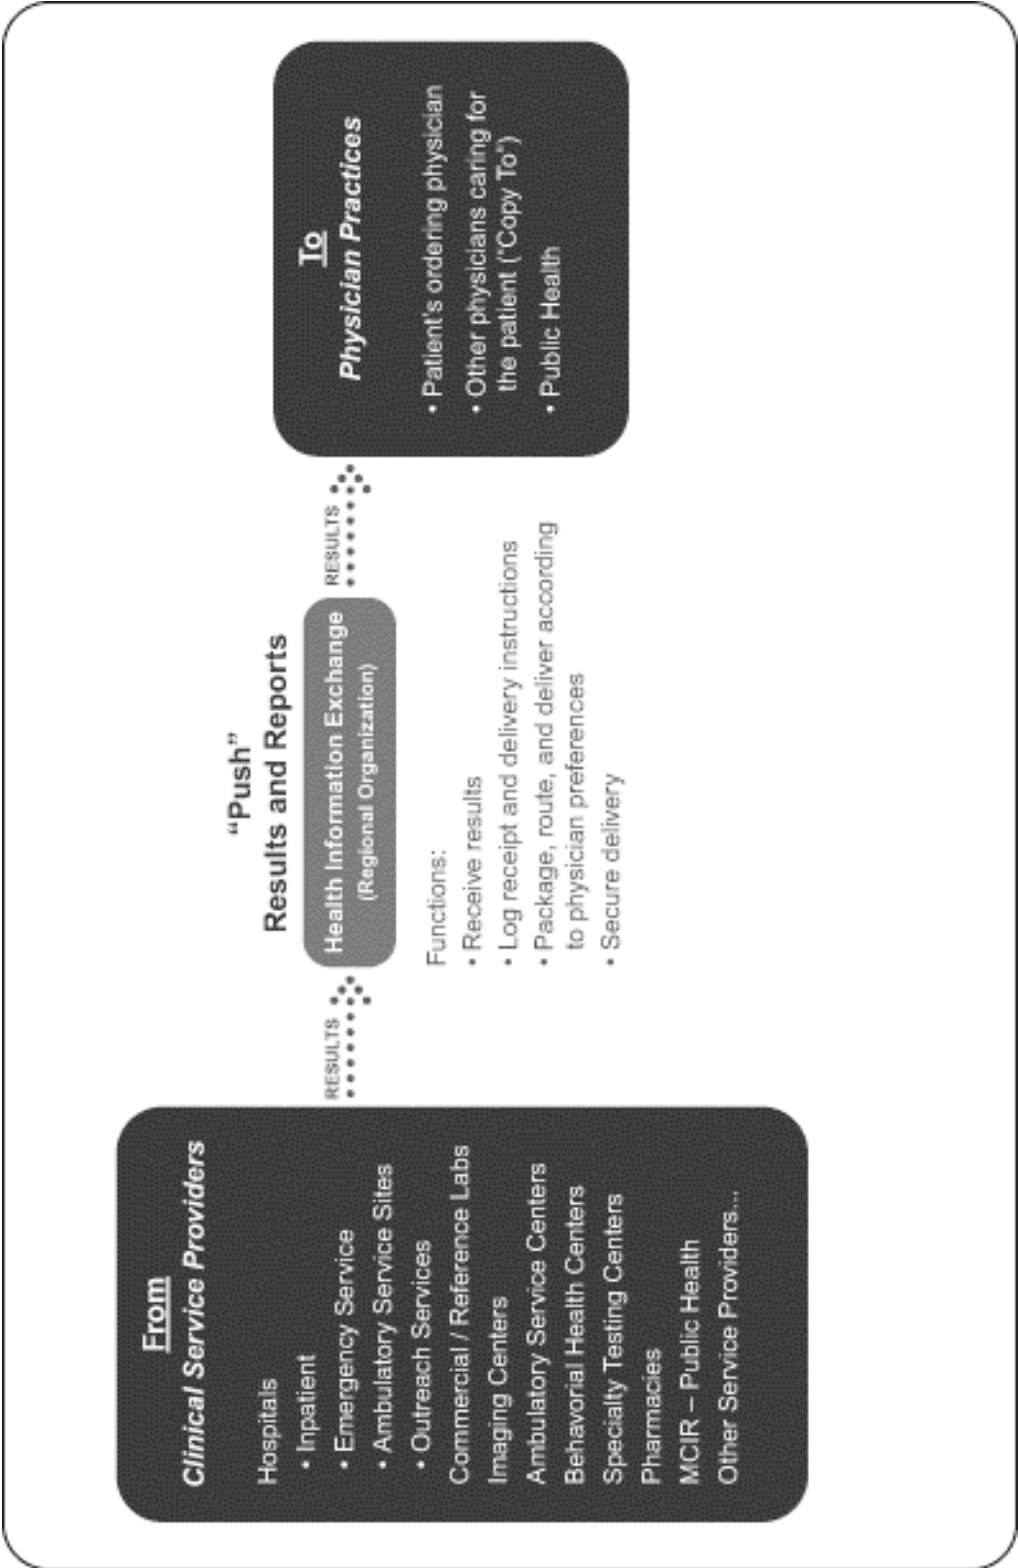 “Push”
Results and Reports
From
Clinical Service Providers
Hospitals
• Inpatient
• Emergency Service
• Ambulatory Service Sites
• Outreach Services
Commercial / Reference Labs
Imaging Centers
Ambulatory Service Centers
Behavorial Health Centers
Specialty Testing Centers
Pharmacies
MCIR – Public Health
Other Service Providers...
RESULTS
Health Information Exchange
(Regional Organization)
Functions:
• Receive results
• Log receipt and delivery instructions
• Package, route, and deliver according
to physician preferences
• Secure delivery
RESULTS
To
Physician Practices
• Patient's ordering physician
• Other physicians caring for
the patient ("Copy To")
• Public Health